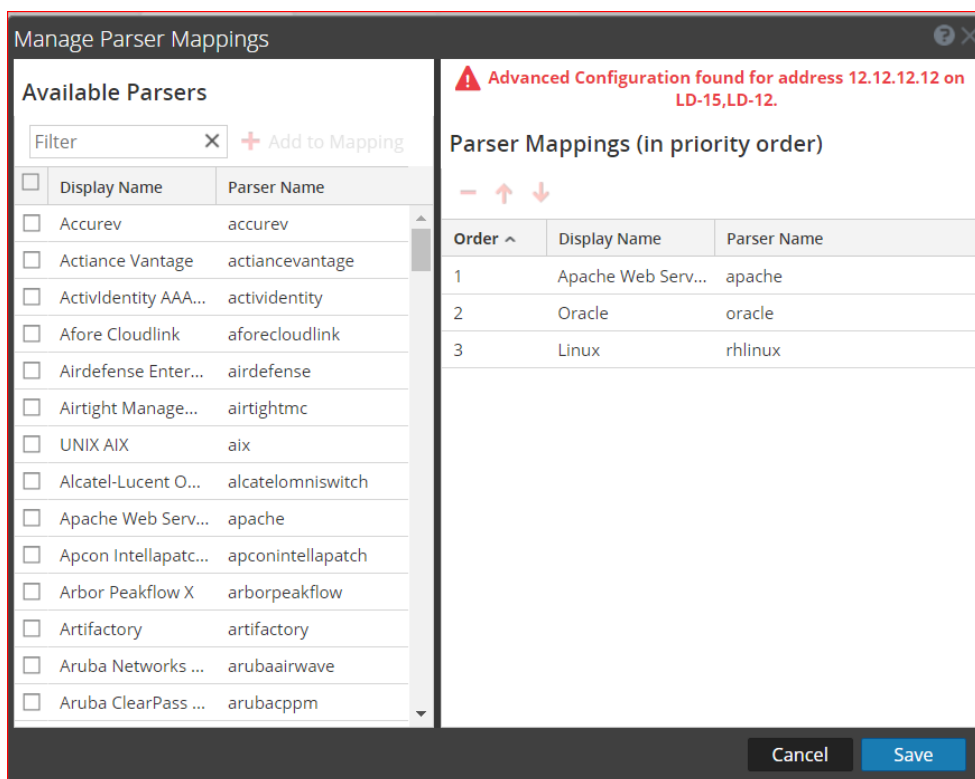 Manage Parser Mappings
Available Parsers
Filter
Add to Mapping
Display Name Parser Name
Accurev accurev
Actiance Vantage actiancevantage
ActivIdentity AAA... actividentity
Afore Cloudlink aforecloudlink
Airdefense Enter... airdefense
Airtight Manage... airtightmc
UNIX AIX aix
Alcatel-Lucent O... alcatelomniswitch
Apache Web Serv... apache
Apcon Intellapatc... apconintellapatch
Arbor Peakflow X arborpeakflow
Artifactory artifactory
Aruba Networks ... arubaairwave
Aruba ClearPass ... arubacppm
Advanced Configuration found for address 12.12.12.12 on
LD-15,LD-12.
Parser Mappings (in priority order)
Order Display Name Parser Name
1 Apache Web Serv... apache
2 Oracle oracle
3 Linux rhlinux
Cancel Save